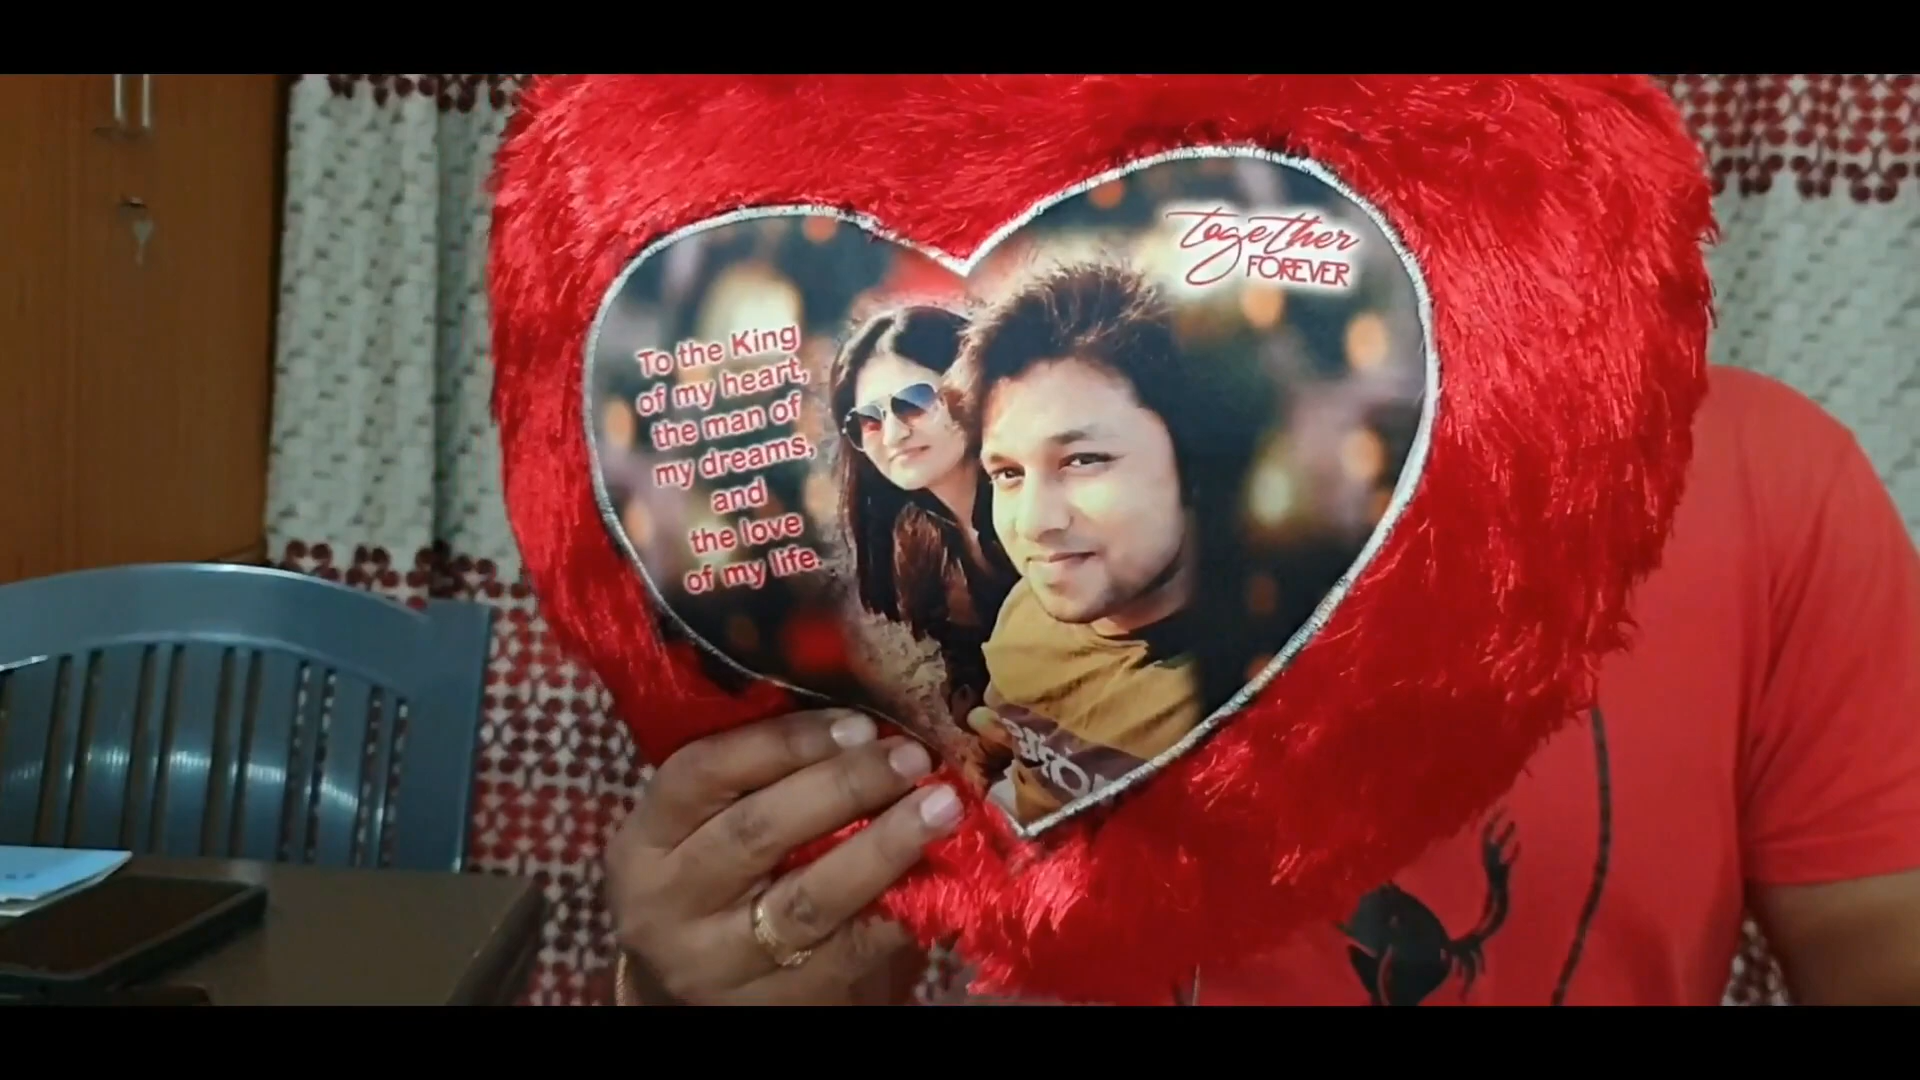 together
FOREVER
To the King
of my heart,
the man of
my dreams,
and
the love
of my life.